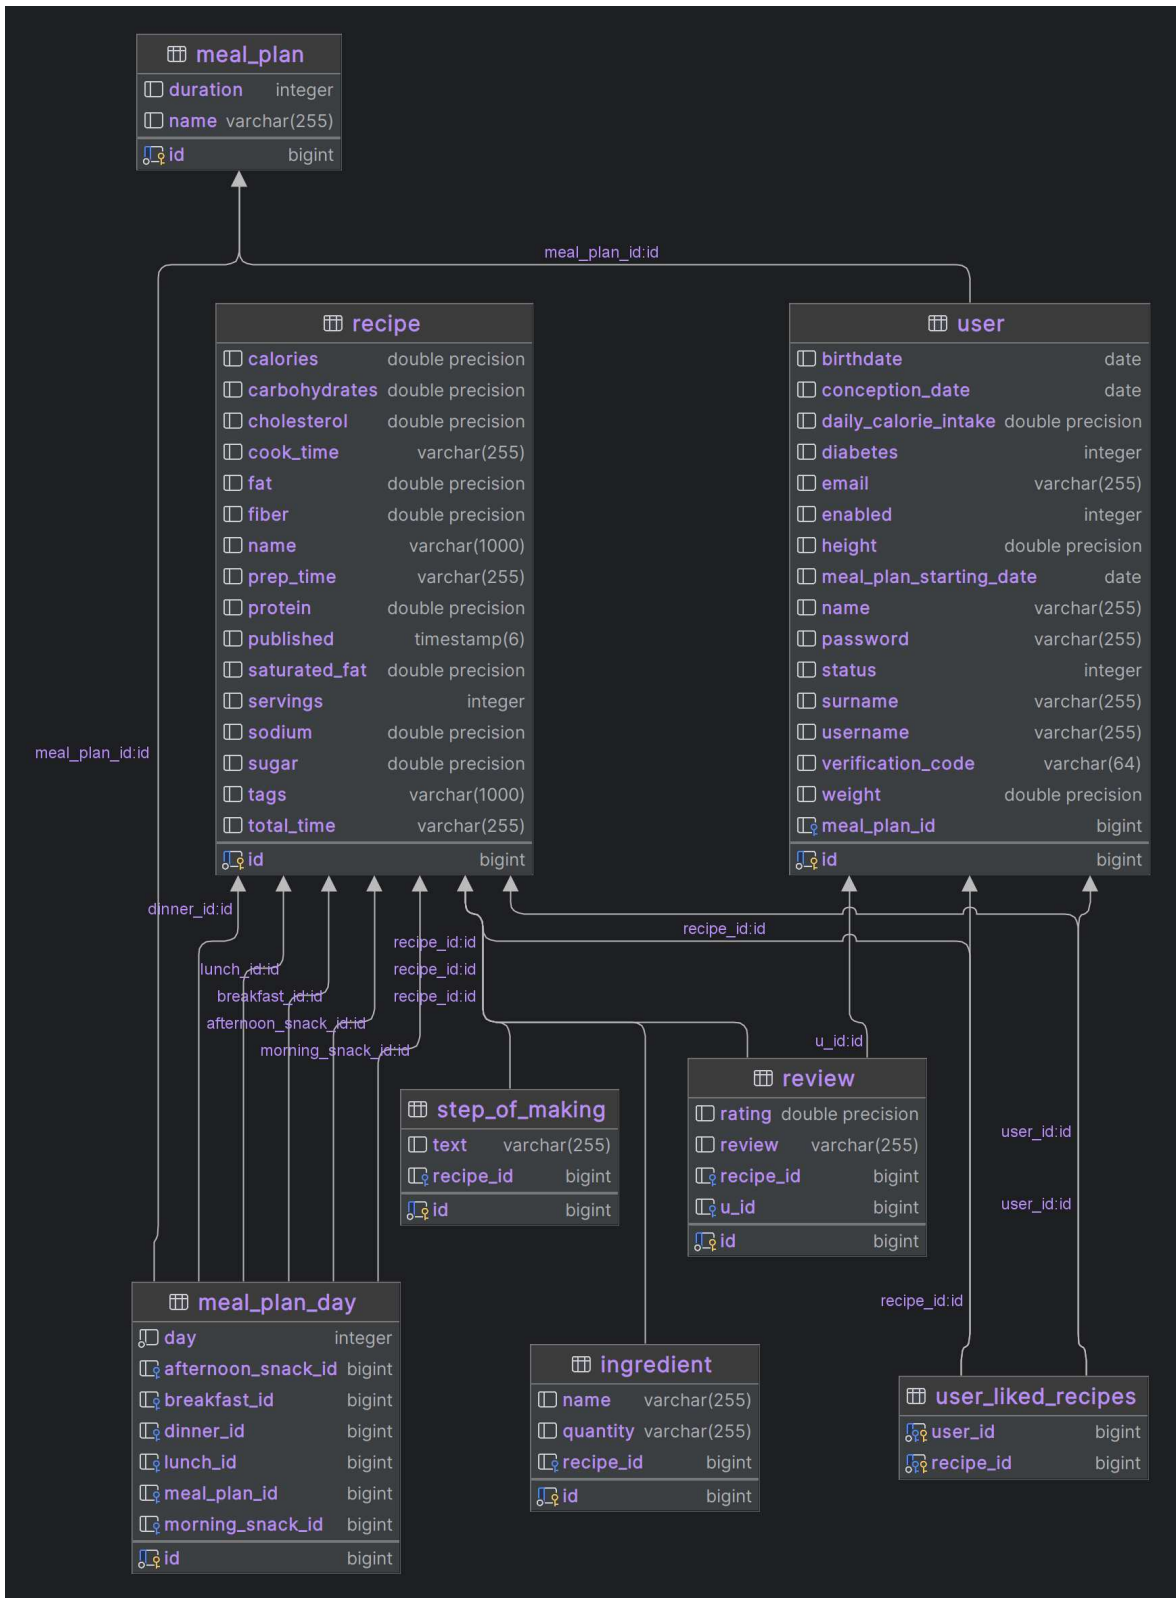 meal_plan
duration integer
name varchar(255)
id bigint
meal_plan_id:id
recipe
calories double precision
carbohydrates double precision
cholesterol double precision
cook_time varchar(255)
fat double precision
fiber double precision
name varchar(1000)
prep_time varchar(255)
protein double precision
published timestamp(6)
saturated_fat double precision
servings integer
sodium double precision
sugar double precision
tags varchar(1000)
total_time varchar(255)
id bigint
user
birthdate date
conception_date date
daily_calorie_intake double precision
diabetes integer
email varchar(255)
enabled integer
height double precision
meal_plan_starting_date date
name varchar(255)
password varchar(255)
status integer
surname varchar(255)
username varchar(255)
verification_code varchar(64)
weight double precision
meal_plan_id bigint
id bigint
meal_plan_id:id
dinner_id:id
lunch_id:id
breakfast_id:id
afternoon_snack_id:id
morning_snack_id:id
recipe_id:id
recipe_id:id
recipe_id:id
recipe_id:id
u_id:id
step_of_making
text varchar(255)
recipe_id bigint
id bigint
review
rating double precision
review varchar(255)
recipe_id bigint
u_id bigint
id bigint
user_id:id
user_id:id
recipe_id:id
meal_plan_day
day integer
afternoon_snack_id bigint
breakfast_id bigint
dinner_id bigint
lunch_id bigint
meal_plan_id bigint
morning_snack_id bigint
id bigint
ingredient
name varchar(255)
quantity varchar(255)
recipe_id bigint
id bigint
user_liked_recipes
user_id bigint
recipe_id bigint